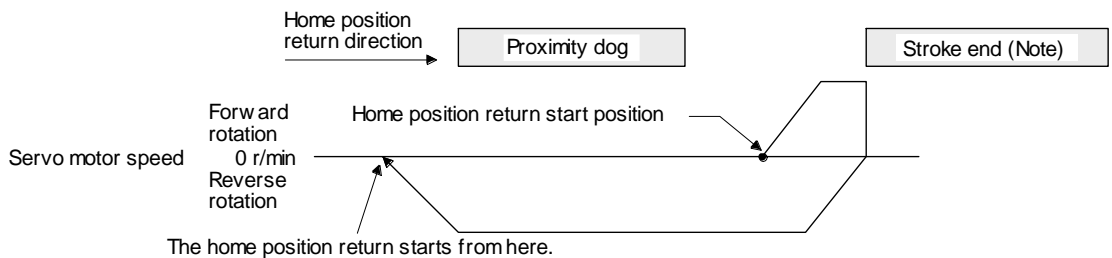 Home position
return direction
Proximity dog
Stroke end (Note)
Forward
rotation
Home position return start position
Servo motor speed
0 r/min
Reverse
rotation
The home position return starts from here.